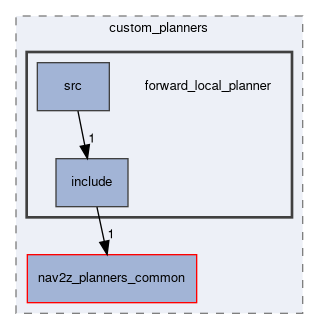 custom_planners
src
forward_local_planner
1
include
1
nav2z_planners_common